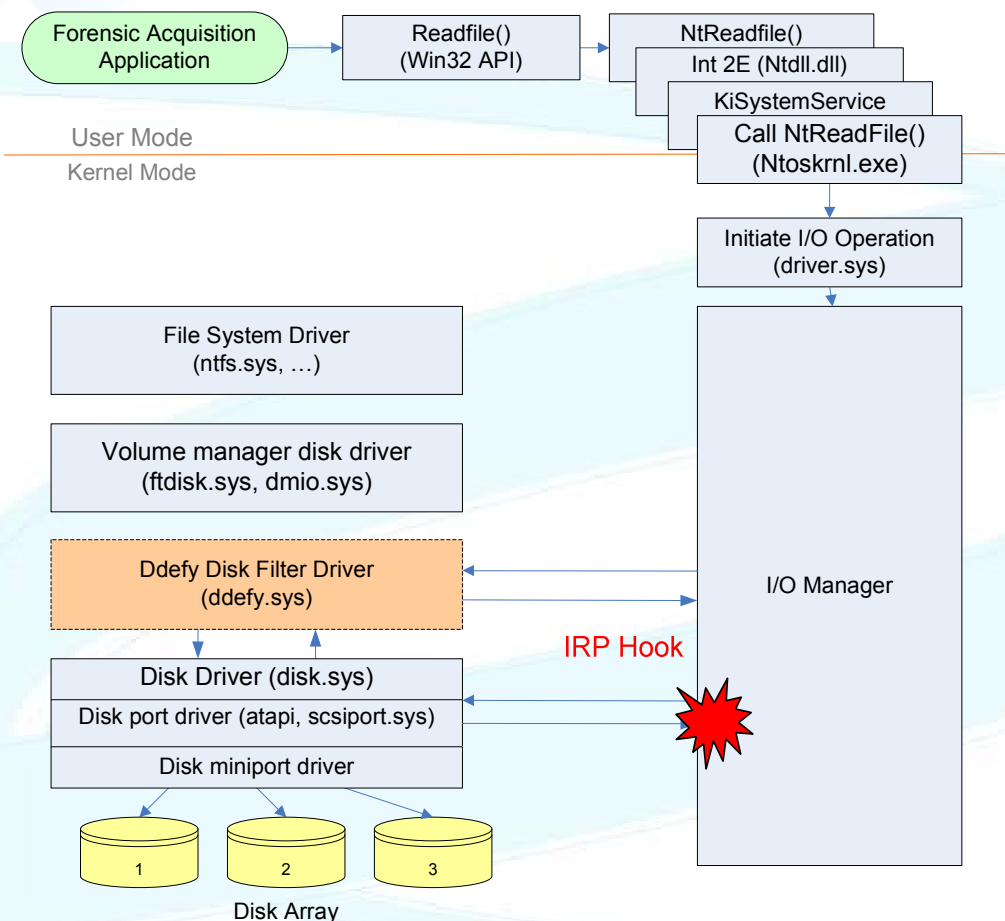 Forensic Acquisition
Application
Readfile()
(Win32 API)
NtReadfile()
Int 2E (Ntdll.dll)
KiSystemService
Call NtReadFile()
(Ntoskrnl.exe)
User Mode
Kernel Mode
Initiate I/O Operation
(driver.sys)
File System Driver
(ntfs.sys, …)
Volume manager disk driver
(ftdisk.sys, dmio.sys)
Ddefy Disk Filter Driver
(ddefy.sys)
I/O Manager
IRP Hook
Disk Driver (disk.sys)
Disk port driver (atapi, scsiport.sys)
Disk miniport driver
1
2
3
Disk Array